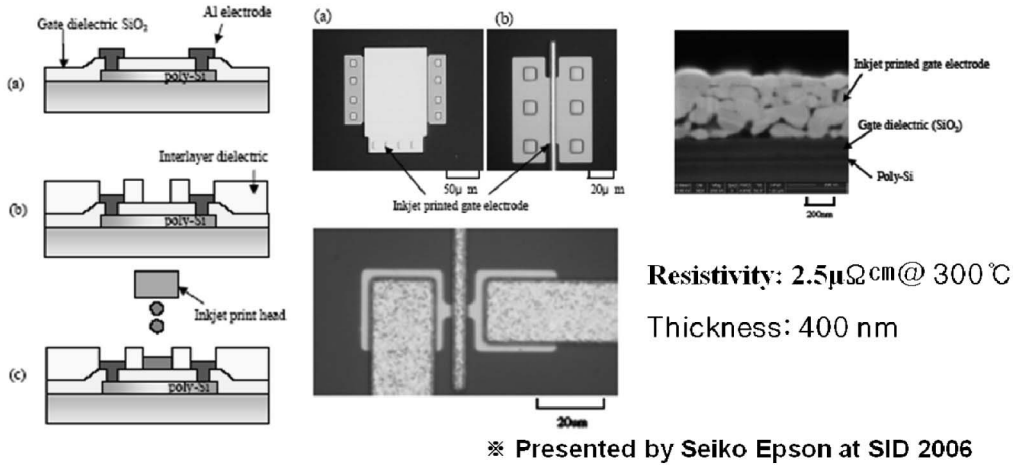 Gate dielectric SiO₂
Al electrode
poly-Si
(a)
Interlayer dielectric
poly-Si
(b)
Inkjet print head
poly-Si
(c)
(a)
(b)
50μ m
20μ m
Inkjet printed gate electrode
20um
Inkjet printed gate electrode
Gate dielectric (SiO₂)
Poly-Si
200nm
Resistivity: 2.5μΩcm@ 300℃
Thickness: 400 nm
※ Presented by Seiko Epson at SID 2006